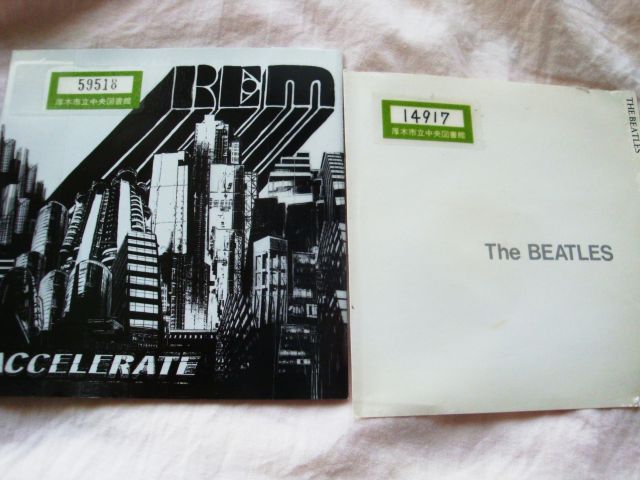 59518
厚木市立中央図書館
REM
ACCELERATE
14917
厚木市立中央図書館
The BEATLES
THE BEATLES